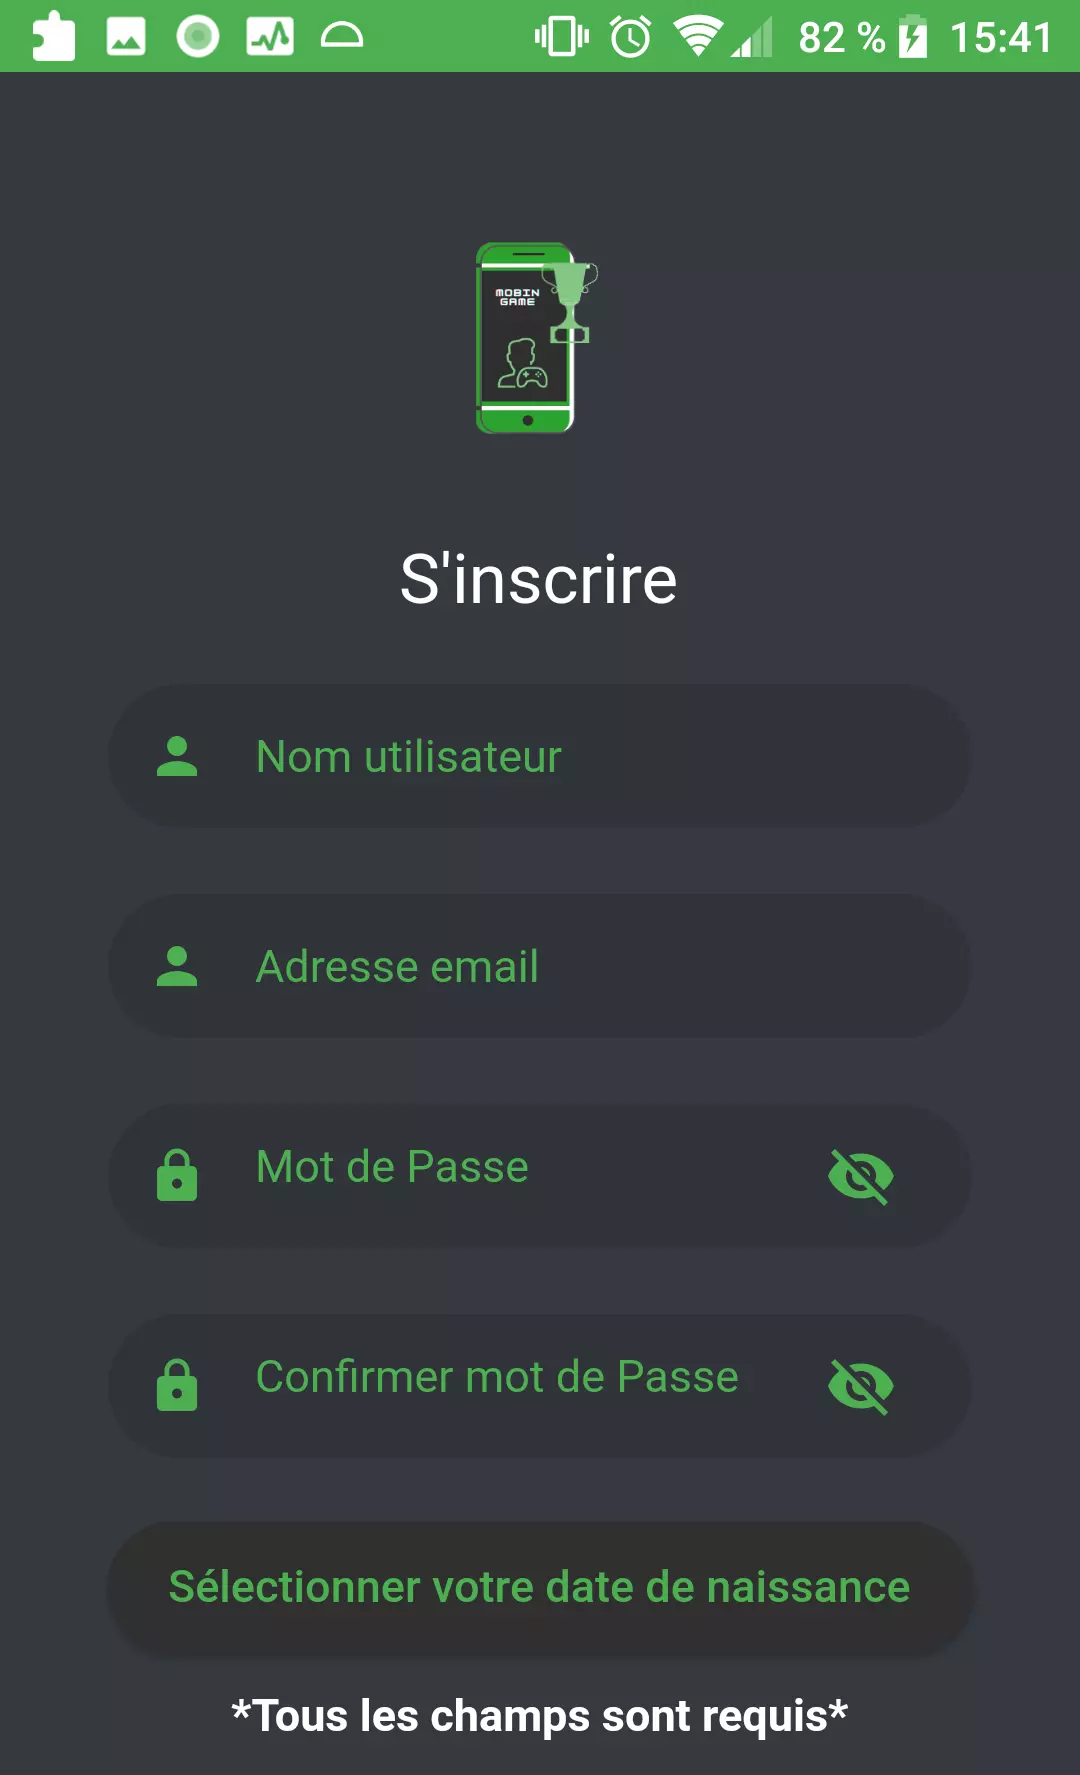 82 % 15:41
MOBIN
GAME
S'inscrire
Nom utilisateur
Adresse email
Mot de Passe
Confirmer mot de Passe
Sélectionner votre date de naissance
*Tous les champs sont requis*